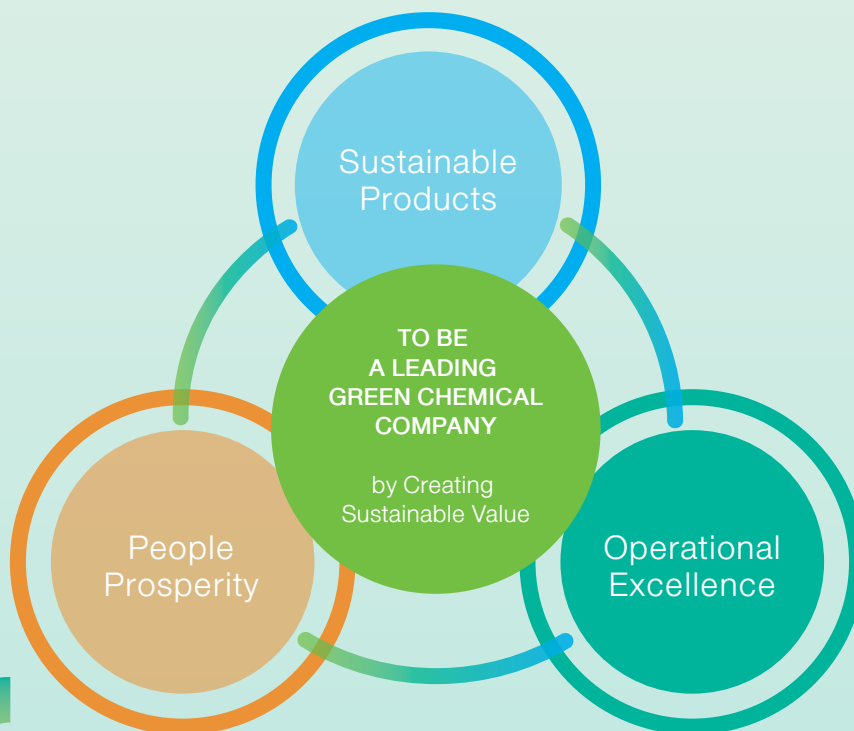 Sustainable
Products
TO BE
A LEADING
GREEN CHEMICAL
COMPANY
by Creating
Sustainable Value
People
Prosperity
Operational
Excellence